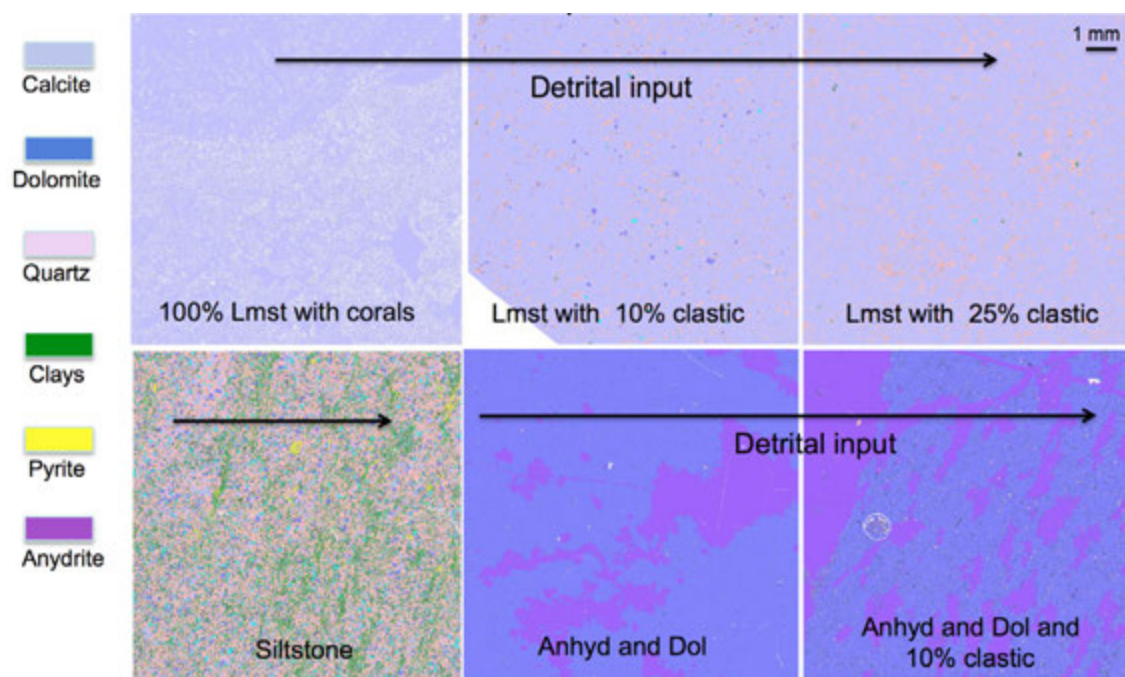 Calcite
Dolomite
Quartz
Clays
Pyrite
Anydrite
1 mm
Detrital input
100% Lmst with corals
Lmst with 10% clastic
Lmst with 25% clastic
Detrital input
Siltstone
Anhyd and Dol
Anhyd and Dol and
10% clastic